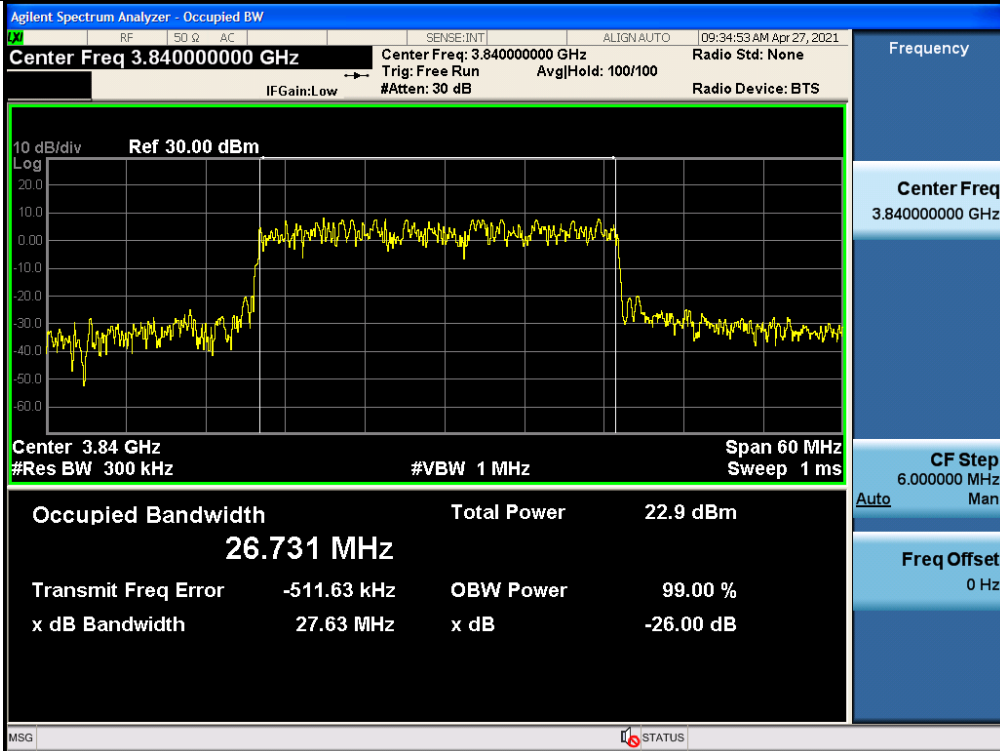 Agilent Spectrum Analyzer - Occupied BW
LXI RF 50 Ω AC SENSE:INT ALIGN AUTO 09:34:53 AM Apr 27, 2021
Center Freq 3.840000000 GHz
Center Freq: 3.840000000 GHz Radio Std: None
Trig: Free Run Avg|Hold: 100/100
IFGain:Low #Atten: 30 dB Radio Device: BTS
10 dB/div Ref 30.00 dBm
Log
20.0
10.0
0.00
-10.0
-20.0
-30.0
-40.0
-50.0
-60.0
Center 3.84 GHz Span 60 MHz
#Res BW 300 kHz #VBW 1 MHz Sweep 1 ms
Occupied Bandwidth Total Power 22.9 dBm
26.731 MHz
Transmit Freq Error -511.63 kHz OBW Power 99.00 %
x dB Bandwidth 27.63 MHz x dB -26.00 dB
MSG STATUS
Frequency
Center Freq
3.840000000 GHz
CF Step
6.000000 MHz
Auto Man
Freq Offset
0 Hz